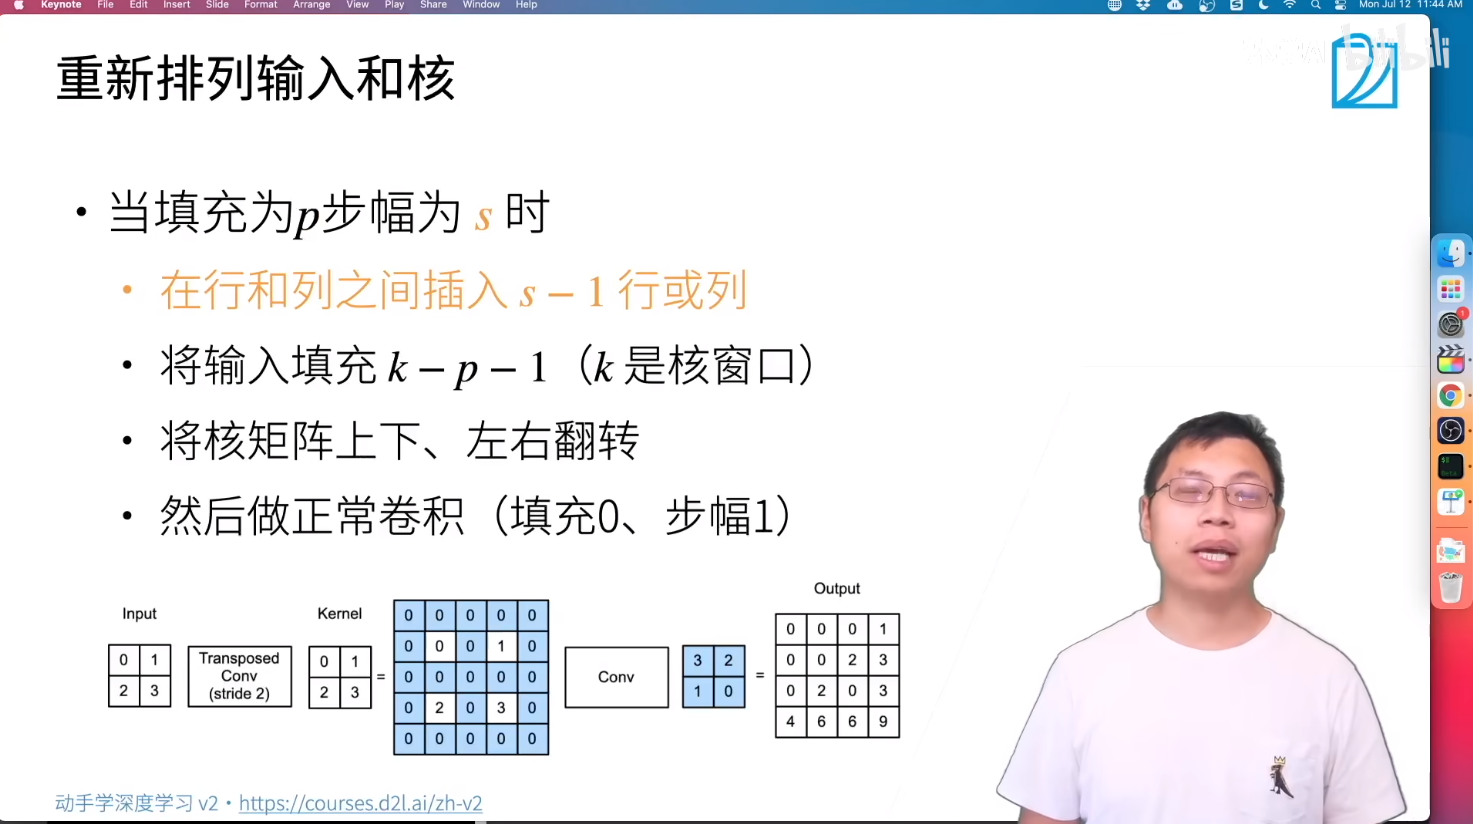 Keynote File Edit Insert Slide Format Arrange View Play Share Window Help Mon Jul 12 11:44 AM
bilibili
重新排列输入和核
• 当填充为p步幅为 s 时
• 在行和列之间插入 s − 1 行或列
• 将输入填充 k − p − 1（k 是核窗口）
• 将核矩阵上下、左右翻转
• 然后做正常卷积（填充0、步幅1）
Input
0 1
2 3
Transposed
Conv
(stride 2)
Kernel
0 1
2 3
=
0 0 0 0 0
0 0 0 1 0
0 0 0 0 0
0 2 0 3 0
0 0 0 0 0
Conv
3 2
1 0
=
Output
0 0 0 1
0 0 2 3
0 2 0 3
4 6 6 9
动手学深度学习 v2 • https://courses.d2l.ai/zh-v2